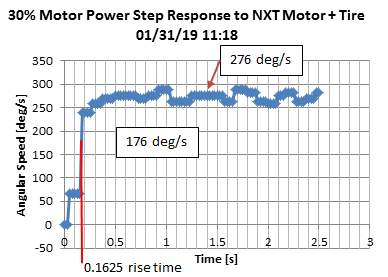 30% Motor Power Step Response to NXT Motor + Tire
01/31/19 11:18
276 deg/s
176 deg/s
Angular Speed [deg/s]
350
300
250
200
150
100
50
0
-50
0
0.5
1
1.5
2
2.5
3
Time [s]
0.1625 rise time